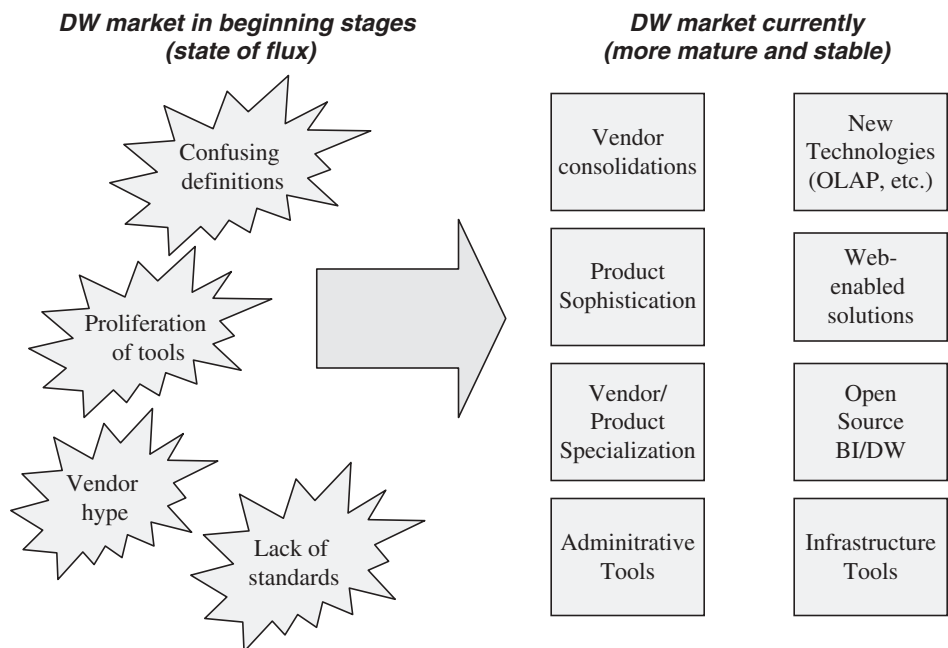 DW market in beginning stages
(state of flux)
Confusing
definitions
Proliferation
of tools
Vendor
hype
Lack of
standards
DW market currently
(more mature and stable)
Vendor
consolidations
New
Technologies
(OLAP, etc.)
Product
Sophistication
Web-
enabled
solutions
Vendor/
Product
Specialization
Open
Source
BI/DW
Adminitrative
Tools
Infrastructure
Tools